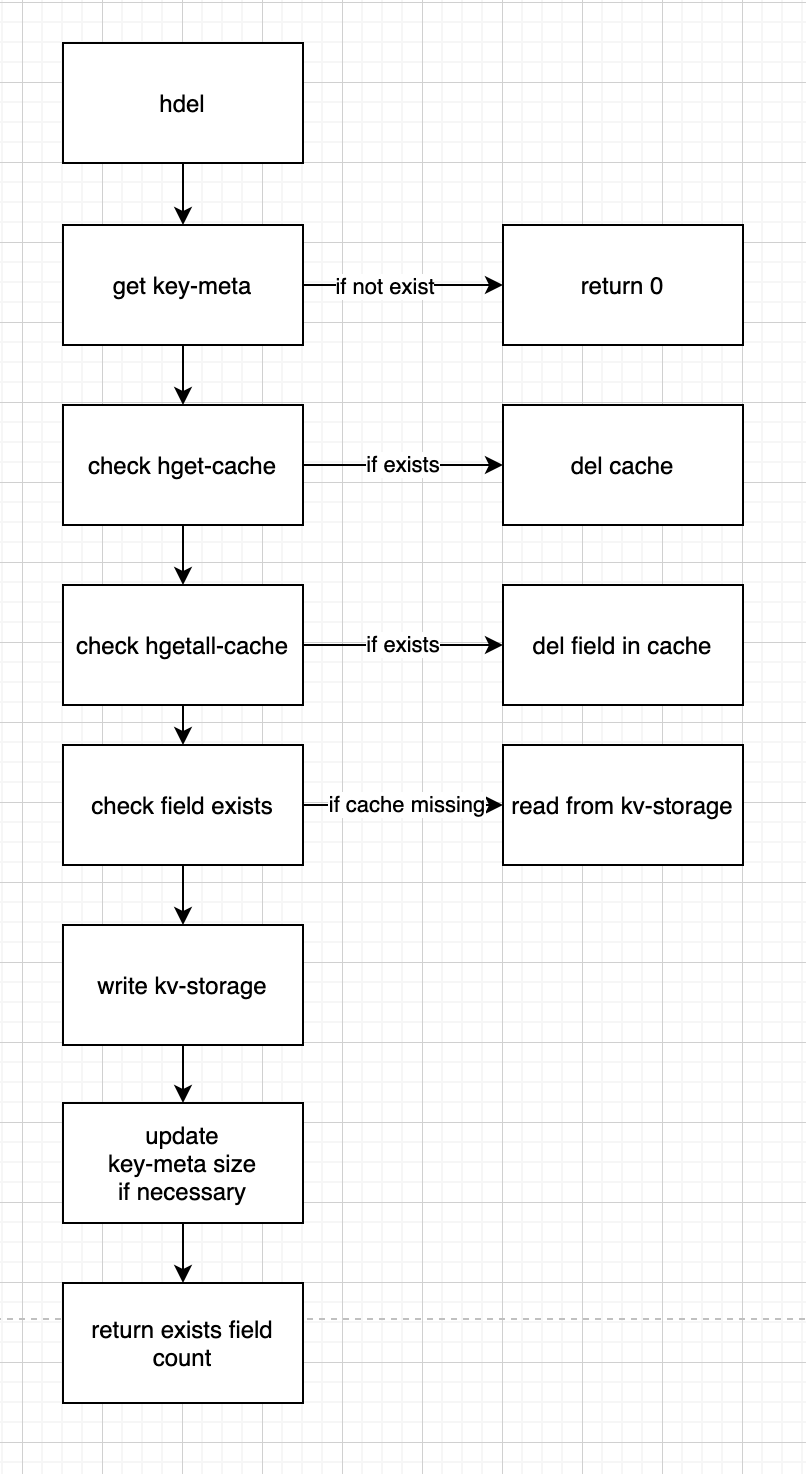 hdel
get key-meta
if not exist
return 0
check hget-cache
if exists
del cache
check hgetall-cache
if exists
del field in cache
check field exists
if cache missing
read from kv-storage
write kv-storage
update
key-meta size
if necessary
return exists field
count